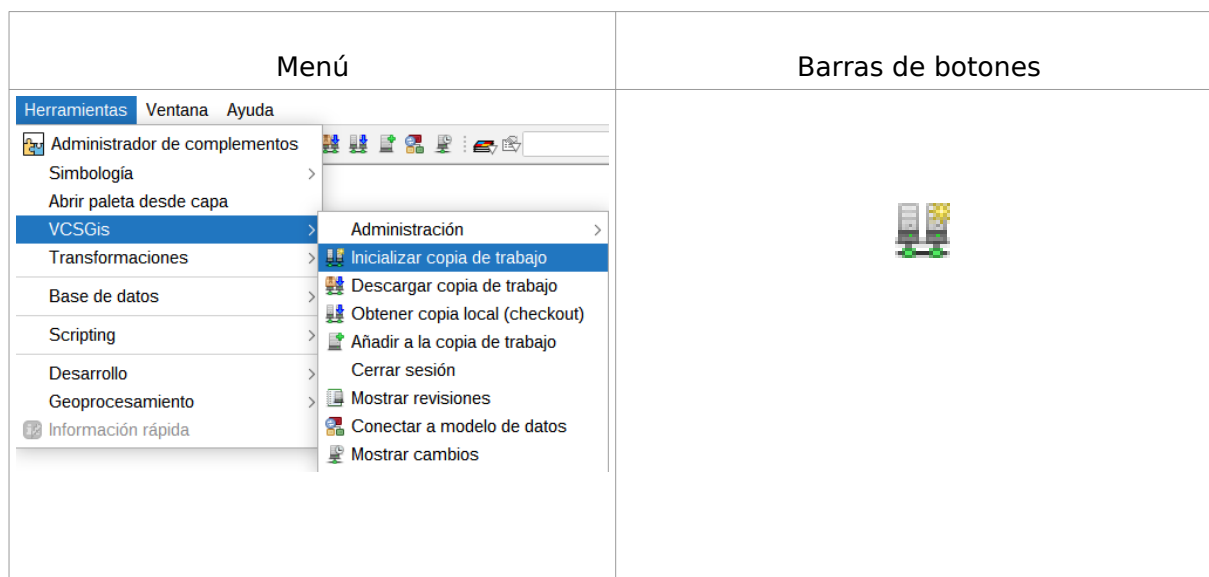 Menú
Barras de botones
Herramientas Ventana Ayuda
Administrador de complementos
Simbología
Abrir paleta desde capa
VCSGis
Transformaciones
Base de datos
Scripting
Desarrollo
Geoprocesamiento
Información rápida
Administración
Inicializar copia de trabajo
Descargar copia de trabajo
Obtener copia local (checkout)
Añadir a la copia de trabajo
Cerrar sesión
Mostrar revisiones
Conectar a modelo de datos
Mostrar cambios